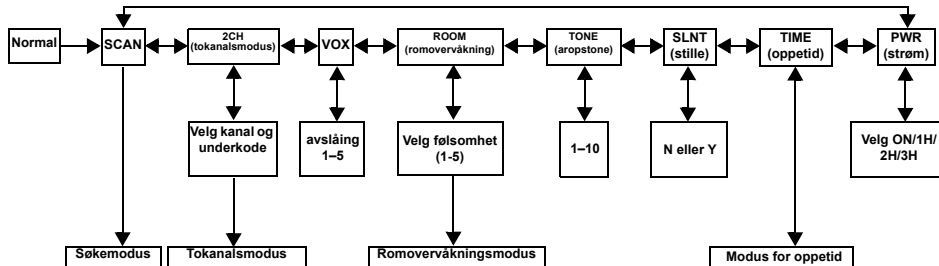 Normal
SCAN
2CH
(tokanalsmodus)
VOX
ROOM
(romovervåkning)
TONE
(aropstone)
SLNT
(stille)
TIME
(oppetid)
PWR
(strøm)
Velg kanal og
underkode
avslåing
1–5
Velg følsomhet
(1-5)
1–10
N eller Y
Velg ON/1H/
2H/3H
Søkemodus
Tokanalsmodus
Romovervåkningsmodus
Modus for oppetid